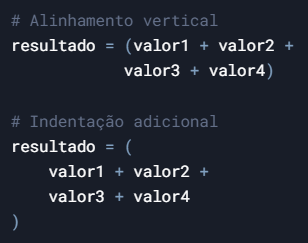 # Alinhamento vertical
resultado = (valor1 + valor2 +
             valor3 + valor4)

# Indentação adicional
resultado = (
    valor1 + valor2 +
    valor3 + valor4
)